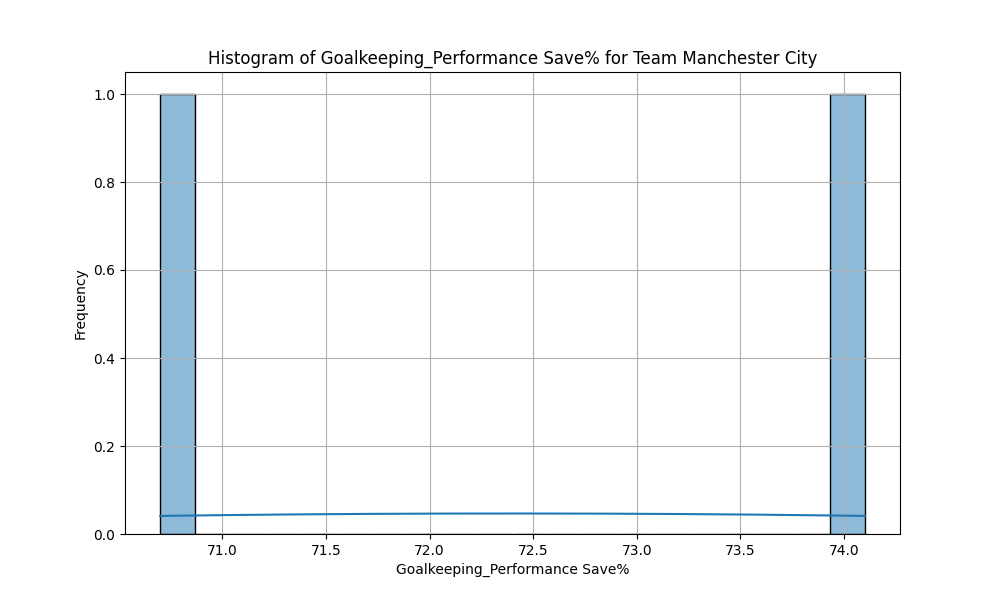 Histogram of Goalkeeping_Performance Save% for Team Manchester City
1.0
0.8
0.6
0.4
0.2
0.0
Frequency
71.0 71.5 72.0 72.5 73.0 73.5 74.0
Goalkeeping_Performance Save%